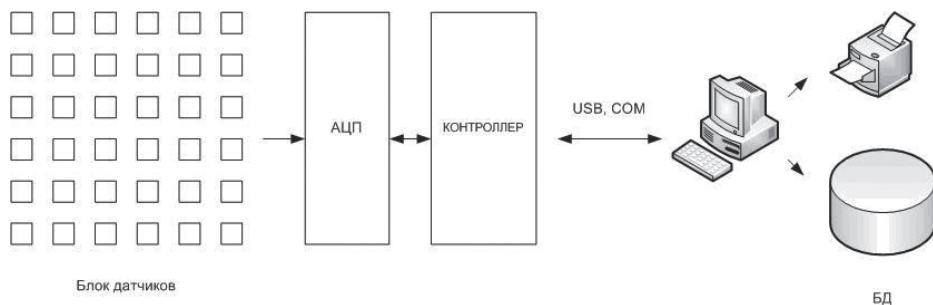 АЦП
КОНТРОЛЛЕР
USB, COM
Блок датчиков
БД